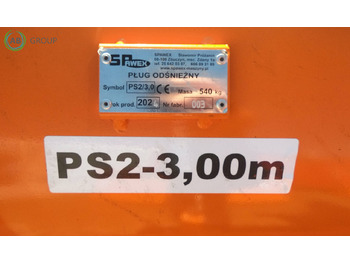 GROUP
SPAWEX
PŁUG ODŚNIEŻNY
Symbol PS2/3,0 CE Masa 540 kg
rok prod. 202 Nr fabr. 003
PS2-3,00m